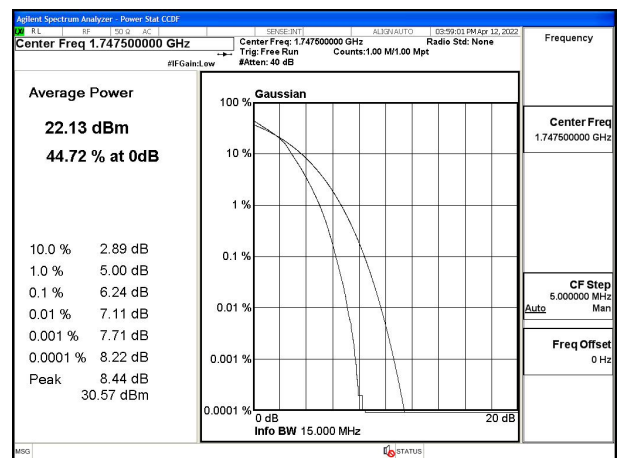 Agilent Spectrum Analyzer - Power Stat CCDF
RL RF 50 Ω AC SENSE:INT ALIGN AUTO 03:59:01 PM Apr 12, 2022
Center Freq 1.747500000 GHz
Center Freq: 1.747500000 GHz Radio Std: None
Trig: Free Run Counts:1.00 M/1.00 Mpt
#IFGain:Low #Atten: 40 dB
Frequency
Average Power
22.13 dBm
44.72 % at 0dB
10.0 % 2.89 dB
1.0 % 5.00 dB
0.1 % 6.24 dB
0.01 % 7.11 dB
0.001 % 7.71 dB
0.0001 % 8.22 dB
Peak 8.44 dB
30.57 dBm
Gaussian
100 %
10 %
1 %
0.1 %
0.01 %
0.001 %
0.0001 %
0 dB 20 dB
Info BW 15.000 MHz
Center Freq
1.747500000 GHz
CF Step
5.000000 MHz
Auto Man
Freq Offset
0 Hz
MSG STATUS